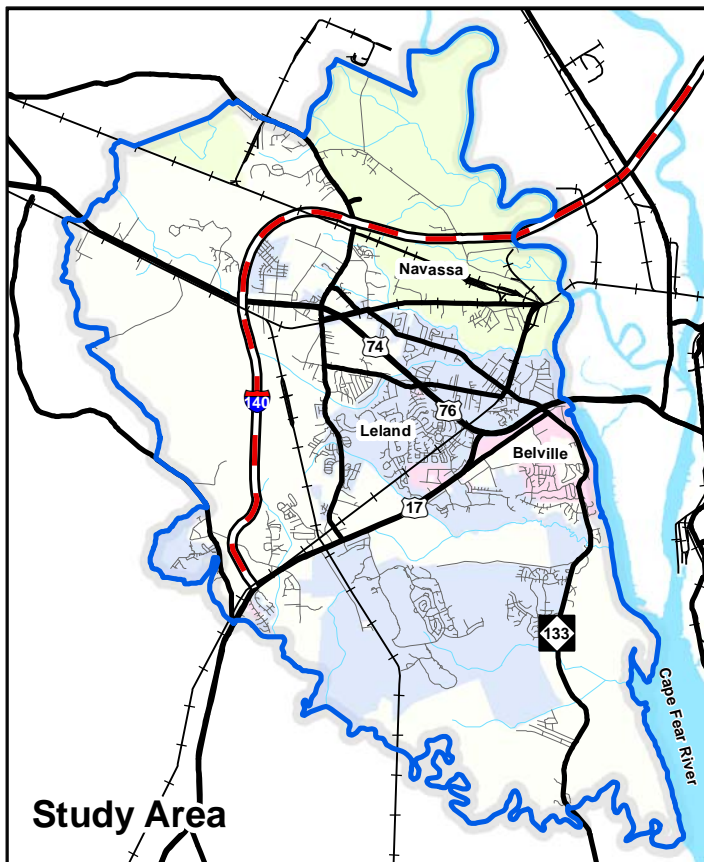 Navassa
74
140
76
Leland
Belville
17
133
Cape Fear River
Study Area